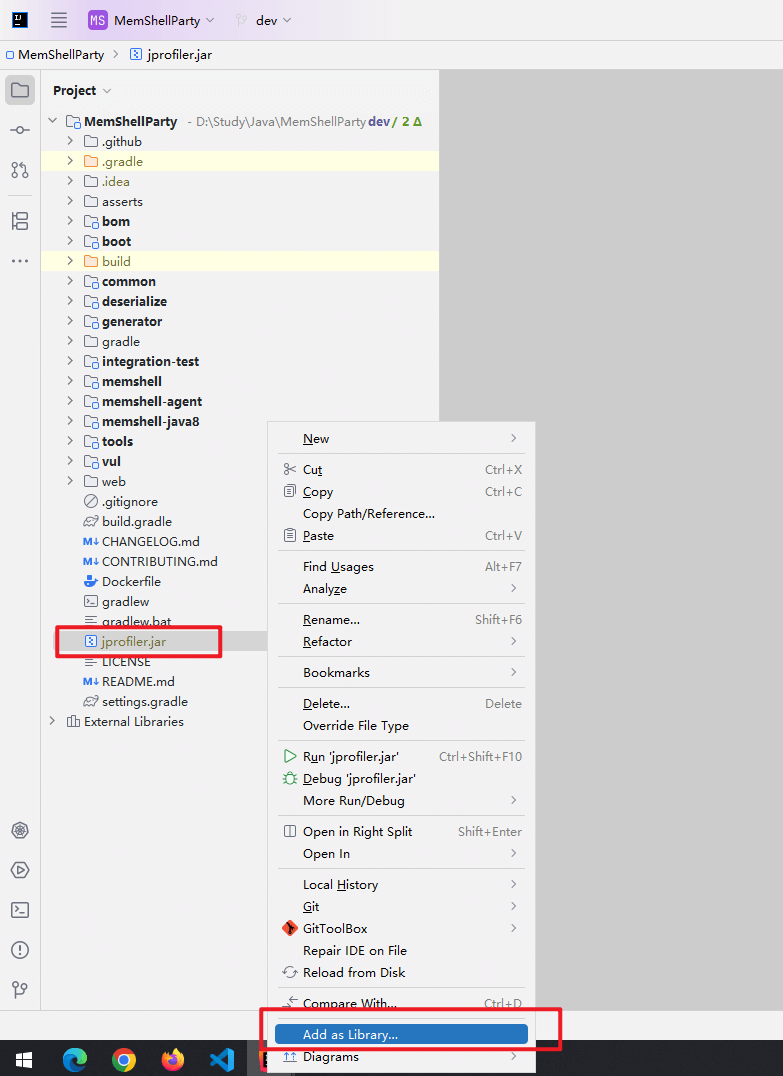 MS MemShellParty dev
MemShellParty jprofiler.jar
Project
MemShellParty - D:\Study\Java\MemShellParty dev / 2 Δ
.github
.gradle
.idea
asserts
bom
boot
build
common
deserialize
generator
gradle
integration-test
memshell
memshell-agent
memshell-java8
tools
vul
web
.gitignore
build.gradle
CHANGELOG.md
CONTRIBUTING.md
Dockerfile
gradlew
gradlew.bat
jprofiler.jar
LICENSE
README.md
settings.gradle
External Libraries
New
Cut Ctrl+X
Copy Ctrl+C
Copy Path/Reference...
Paste Ctrl+V
Find Usages Alt+F7
Analyze
Rename... Shift+F6
Refactor
Bookmarks
Delete... Delete
Override File Type
Run 'jprofiler.jar' Ctrl+Shift+F10
Debug 'jprofiler.jar'
More Run/Debug
Open in Right Split Shift+Enter
Open In
Local History
Git
GitToolBox
Repair IDE on File
Reload from Disk
Compare With... Ctrl+D
Add as Library...
Diagrams